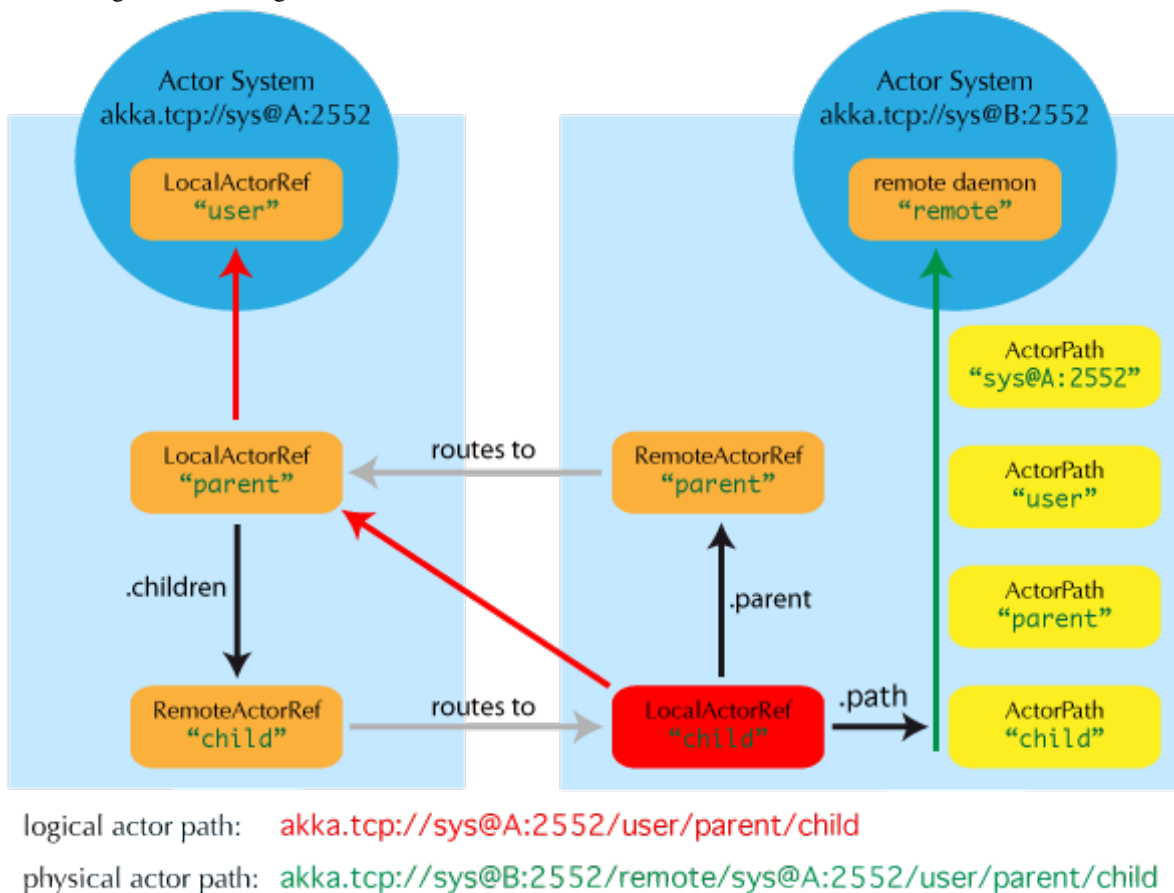 Actor System
akka.tcp://sys@A:2552
LocalActorRef
“user”
Actor System
akka.tcp://sys@B:2552
remote daemon
“remote”
ActorPath
“sys@A:2552”
LocalActorRef
“parent”
routes to
RemoteActorRef
“parent”
ActorPath
“user”
.children
.parent
ActorPath
“parent”
RemoteActorRef
“child”
routes to
LocalActorRef
“child”
.path
ActorPath
“child”
logical actor path: akka.tcp://sys@A:2552/user/parent/child
physical actor path: akka.tcp://sys@B:2552/remote/sys@A:2552/user/parent/child